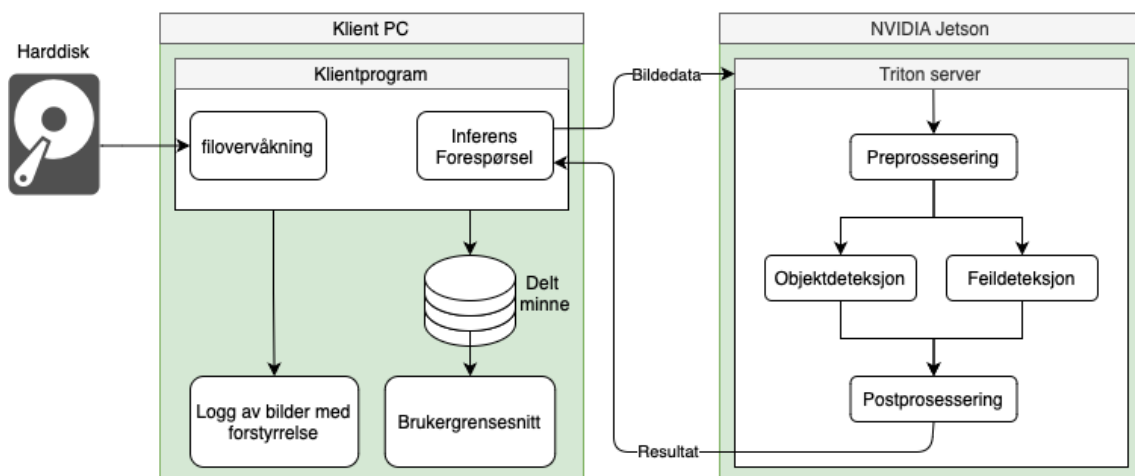 Harddisk
Klient PC
Klientprogram
filovervåkning
Inferens
Forespørsel
Delt
minne
Logg av bilder med
forstyrrelse
Brukergrensesnitt
Bildedata
Resultat
NVIDIA Jetson
Triton server
Preprossesering
Objektdeteksjon
Feildeteksjon
Postprosessering